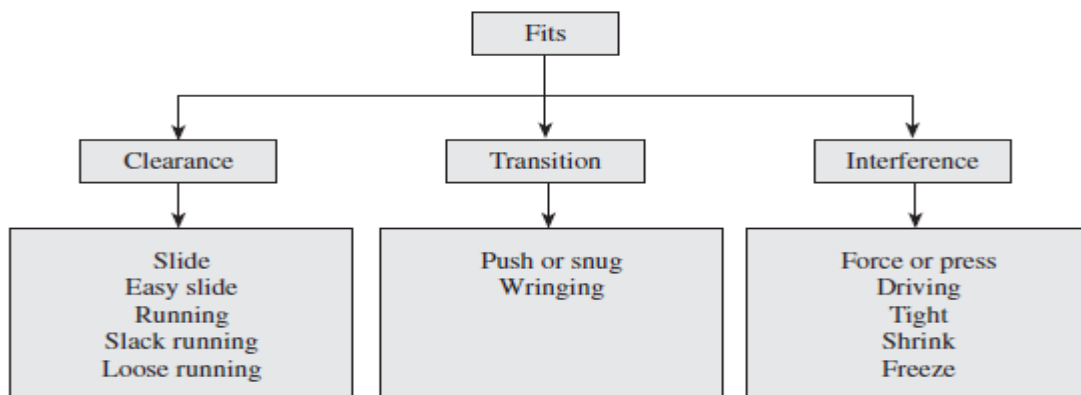 Fits
Clearance
Transition
Interference
Slide
Easy slide
Running
Slack running
Loose running
Push or snug
Wringing
Force or press
Driving
Tight
Shrink
Freeze